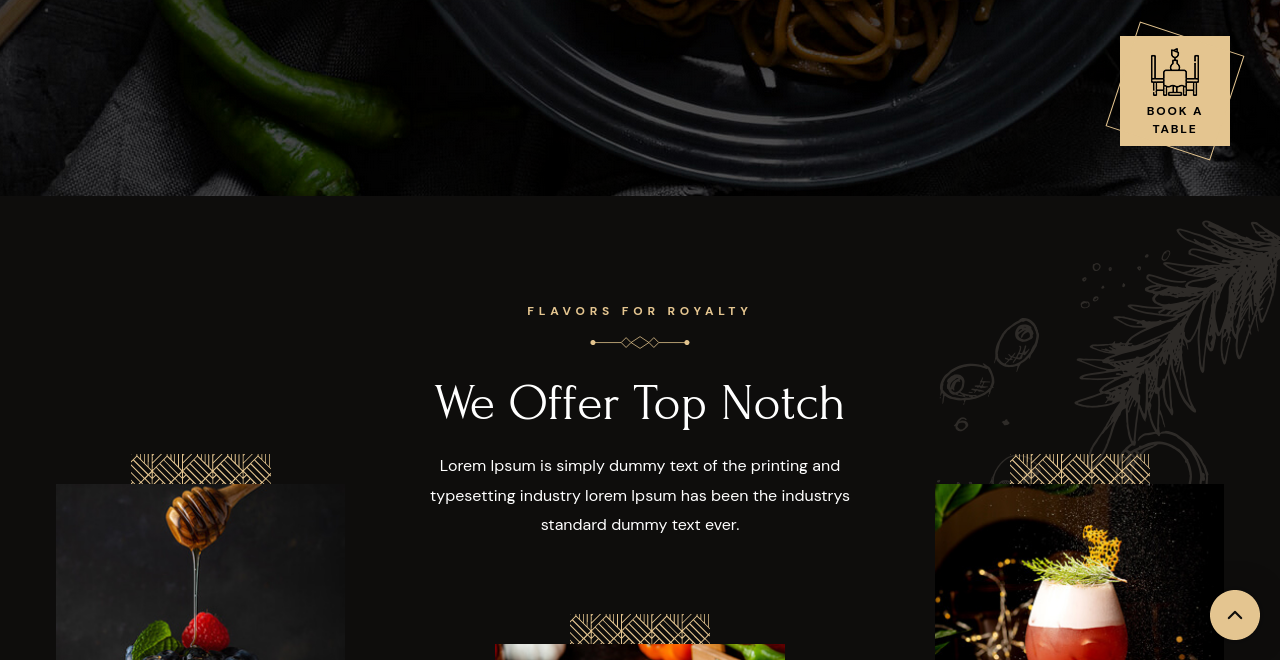 BOOK A
TABLE
FLAVORS FOR ROYALTY
We Offer Top Notch
Lorem Ipsum is simply dummy text of the printing and
typesetting industry lorem Ipsum has been the industrys
standard dummy text ever.